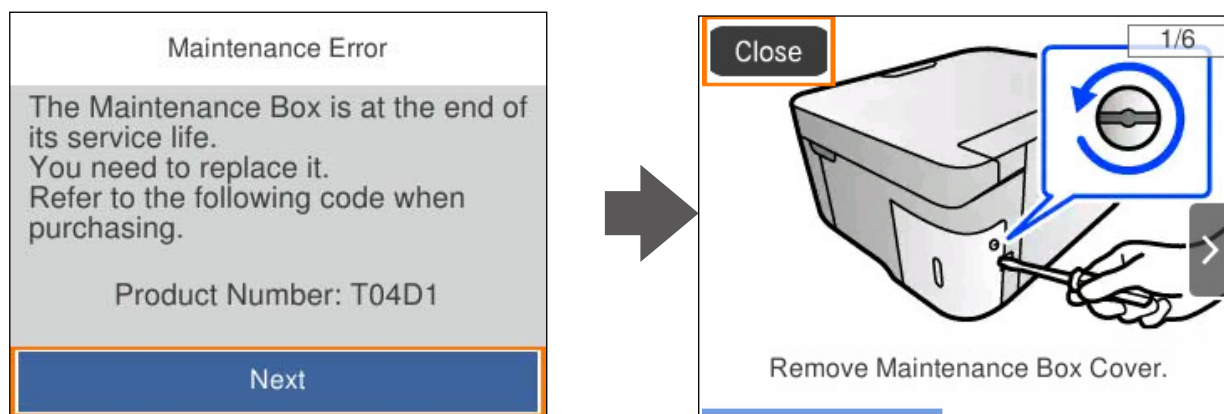 Maintenance Error
The Maintenance Box is at the end of
its service life.
You need to replace it.
Refer to the following code when
purchasing.
Product Number: T04D1
Next
Close
1/6
Remove Maintenance Box Cover.